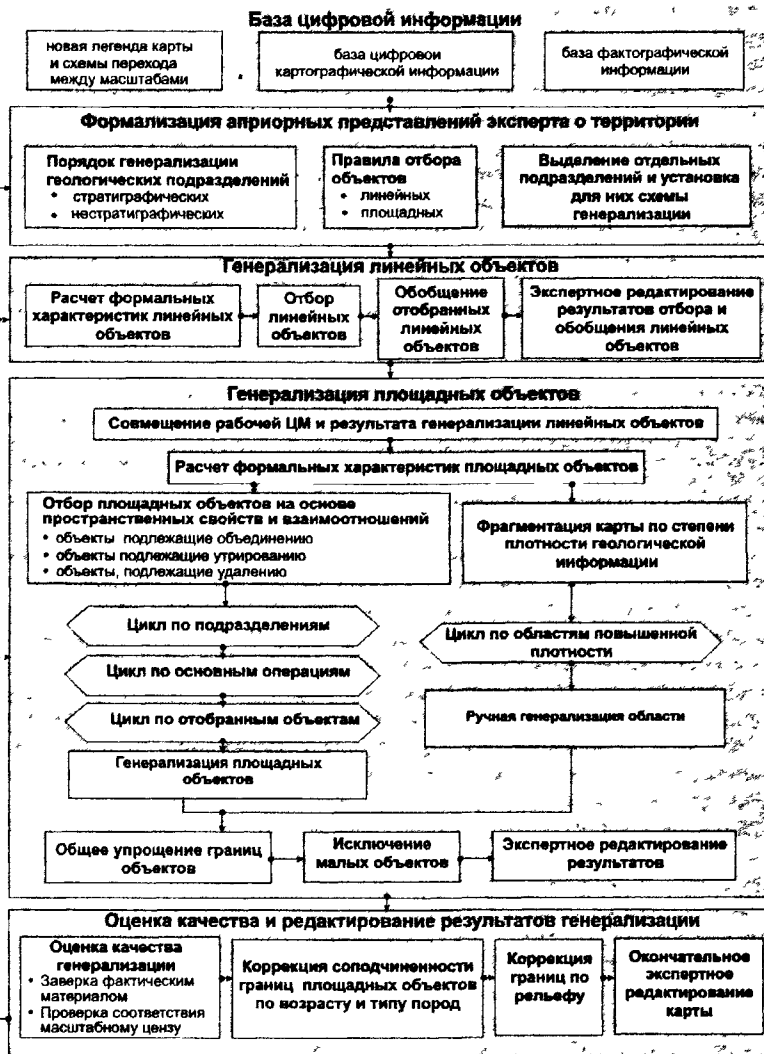 База цифровой информации
новая легенда карты
и схемы перехода
между масштабами
база цифровои
картографической информации
база фактографической
информации
Формализация априорных представлений эксперта о территории
Порядок генерализации
геологических подразделений
• стратиграфических
• нестратиграфических
Правила отбора
объектов
• линейных
• площадных
Выделение отдельных
подразделений и установка
для них схемы
генерализации
Генерализация линейных объектов
Расчет формальных
характеристик линейных
объектов
Отбор
линейных
объектов
Обобщение
отобранных
линейных
объектов
Экспертное редактирование
результатов отбора и
обобщения линейных
объектов
Генерализация площадных объектов
Совмещение рабочей ЦМ и результата генерализации линейных объектов
Расчет формальных характеристик площадных объектов
Отбор площадных объектов на основе
пространственных свойств и взаимоотношений
• объекты подлежащие объединению
• объекты подлежащие утрированию
• объекты, подлежащие удалению
Фрагментация карты по степени
плотности геологической
информации
Цикл по подразделениям
Цикл по основным операциям
Цикл по отобранным объектам
Генерализация площадных
объектов
Цикл по областям повышенной
плотности
Ручная генерализация области
Общее упрощение границ
объектов
Исключение
малых объектов
Экспертное редактирование
результатов
Оценка качества и редактирование результатов генерализации
Оценка качества
генерализации
• Заверка фактическим
материалом
• Проверка соответствия
масштабному цензу
Коррекция соподчиненности
границ площадных объектов
по возрасту и типу пород
Коррекция
границ по
рельефу
Окончательное
экспертное
редактирование
карты